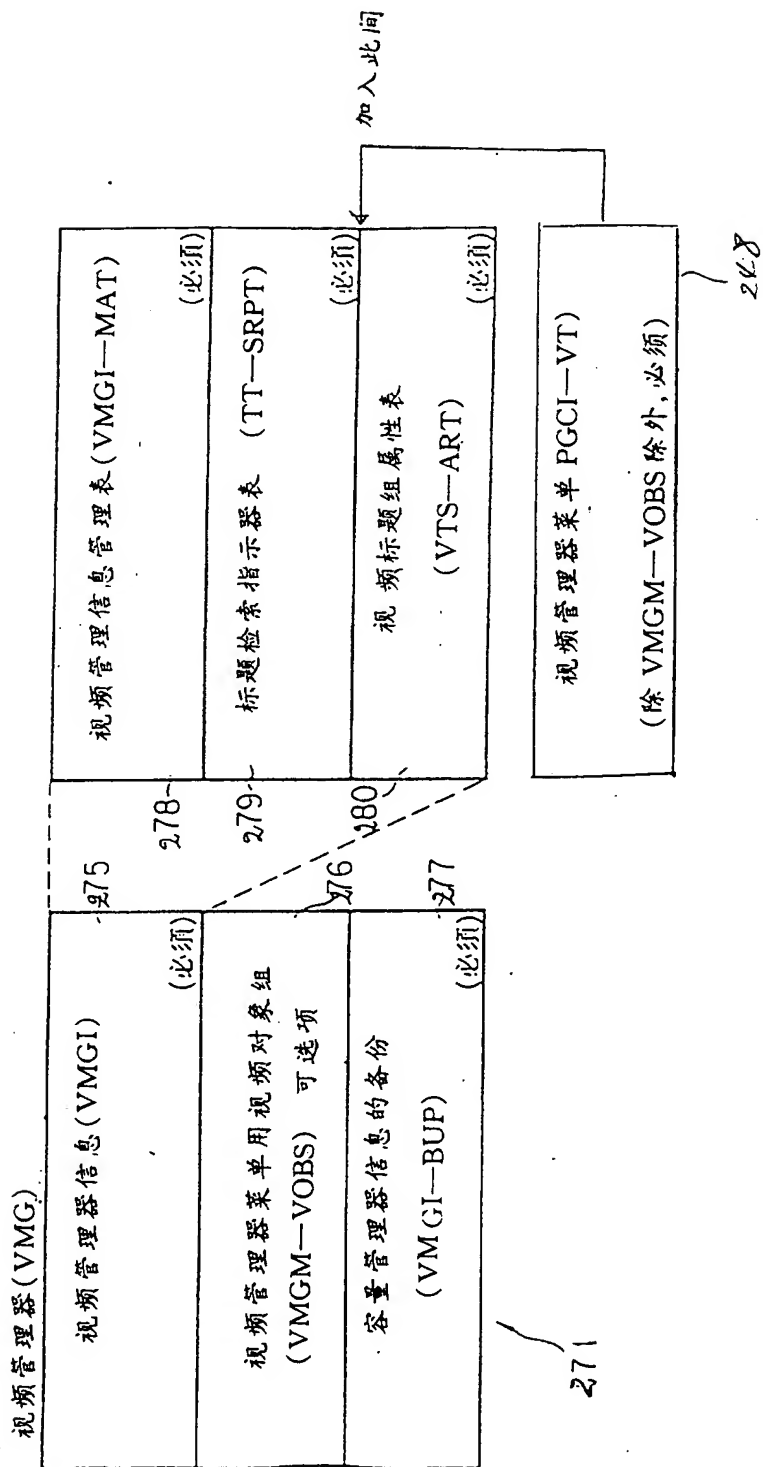 视频管理器(VMG)
视频管理器信息(VMGI)
(必须)
275
视频管理器菜单用视频对象组
(VMGM—VOBS) 可选项
276
容量管理器信息的备份
(VMGI—BUP)
(必须)
277
271
视频管理信息管理表(VMGI—MAT)
(必须)
278
标题检索指示器表 (TT—SRPT)
(必须)
279
视频标题组属性表
(VTS—ART)
(必须)
280
加入此间
视频管理器菜单 PGCI—VT)
(除 VMGM—VOBS 除外,必须)
248